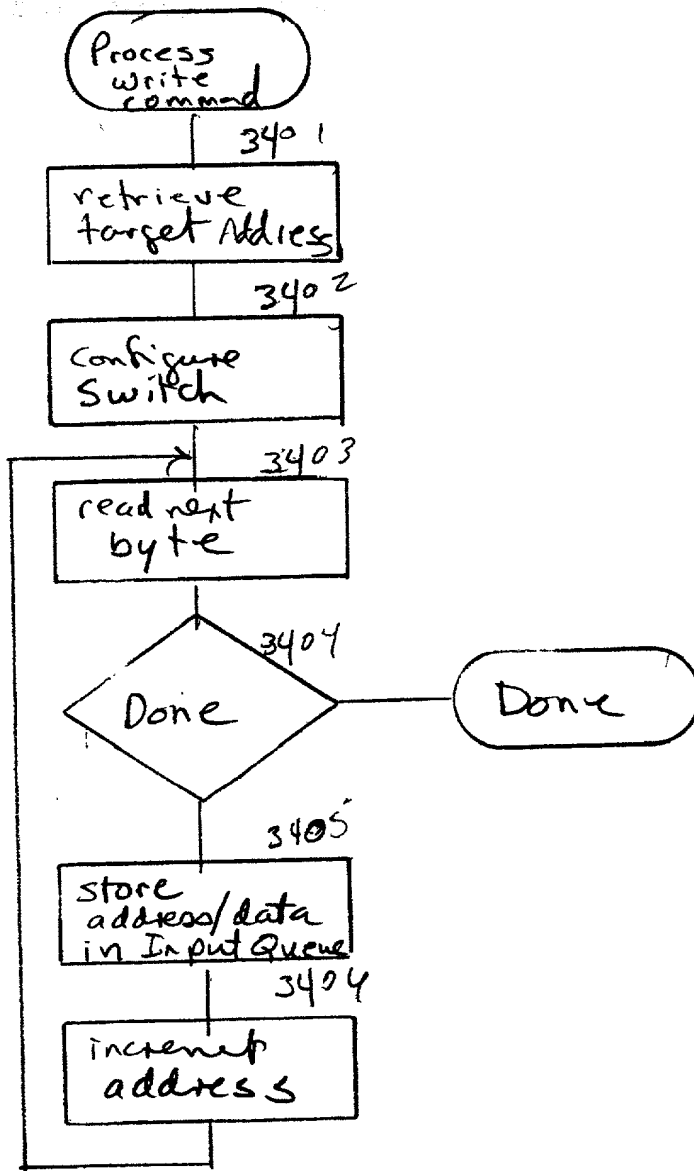 Process
write
command
3401
retrieve
target Address
3402
configure
Switch
3403
read next
byte
3404
Done
Done
3405
store
address/data
in Input Queue
3404
increment
address